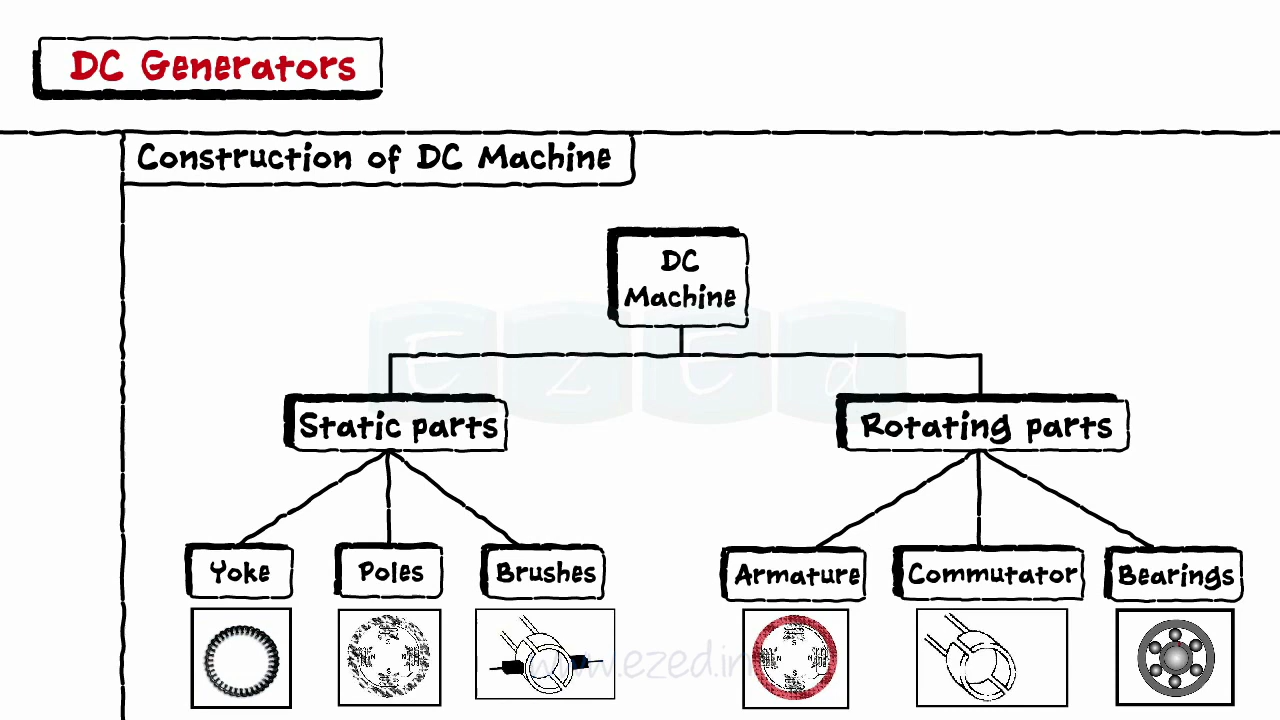 DC Generators
Construction of DC Machine
DC
Machine
EzEd
Static parts
Rotating parts
Yoke
Poles
Brushes
Armature
Commutator
Bearings
www.ezed.in